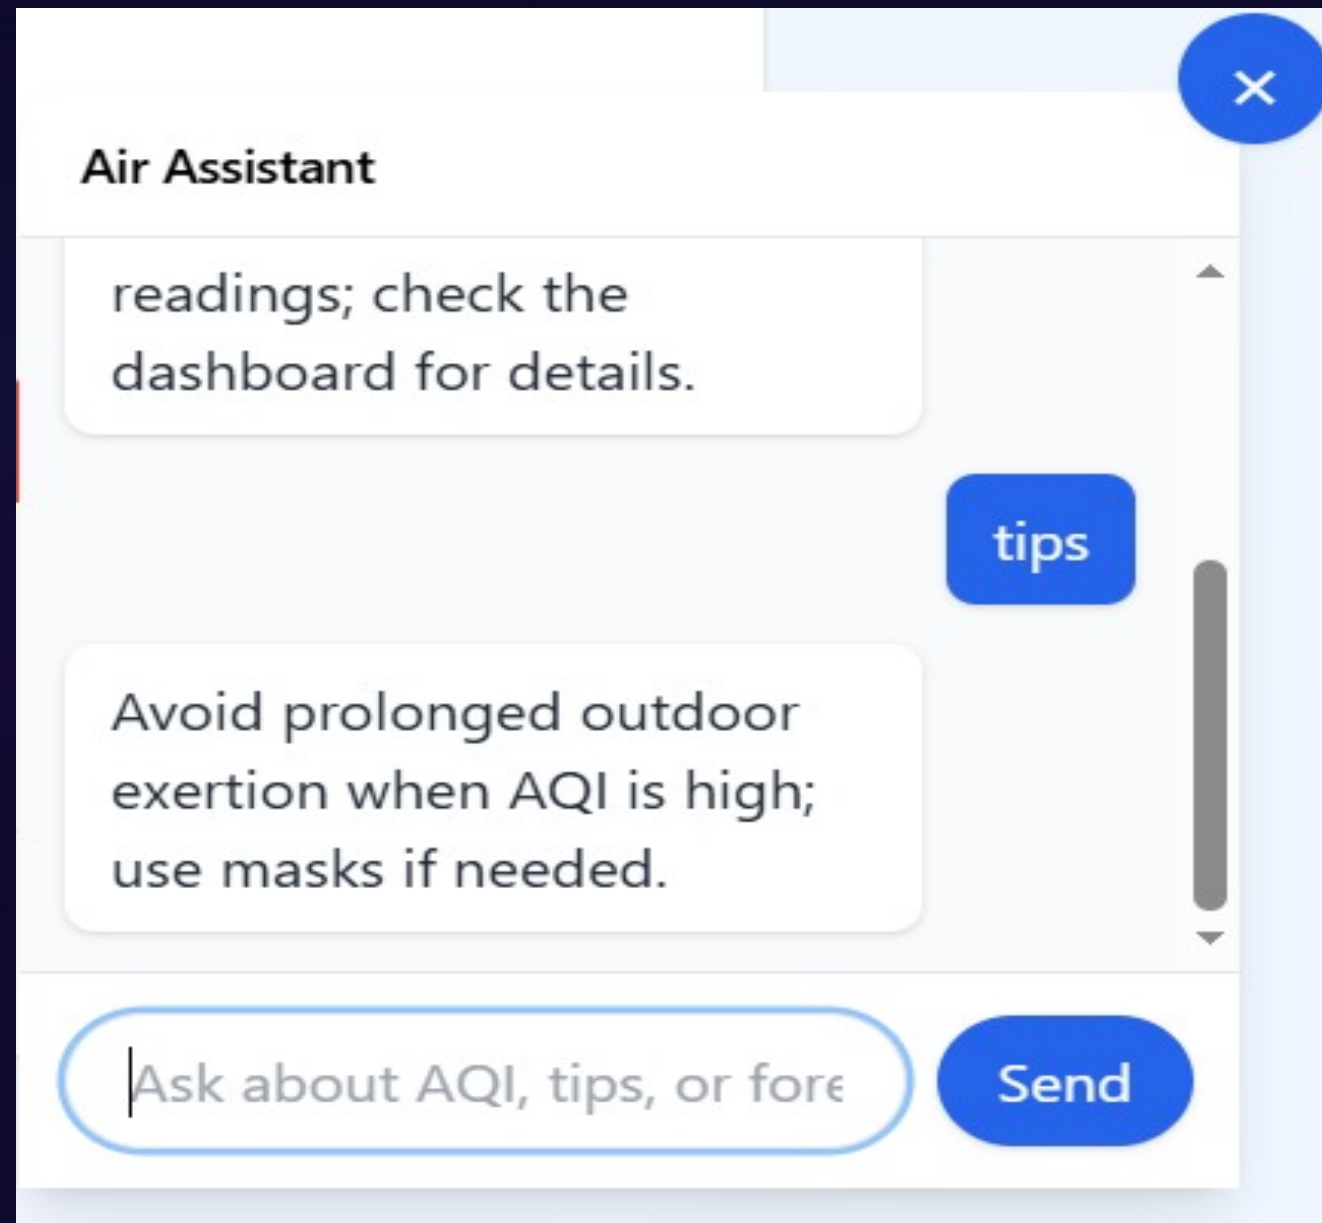 Air Assistant
readings; check the
dashboard for details.
tips
Avoid prolonged outdoor
exertion when AQI is high;
use masks if needed.
Ask about AQI, tips, or fore
Send